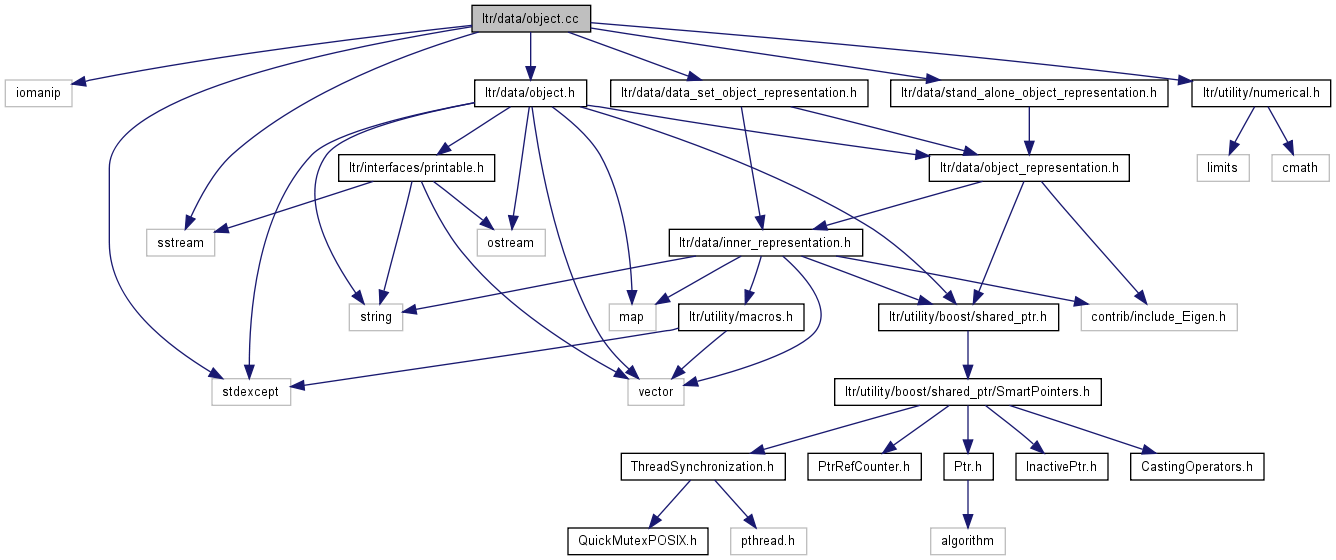 ltr/data/object.cc
iomanip
ltr/data/object.h
ltr/data/data_set_object_representation.h
ltr/data/stand_alone_object_representation.h
ltr/utility/numerical.h
ltr/interfaces/printable.h
ltr/data/object_representation.h
limits
cmath
sstream
ostream
ltr/data/inner_representation.h
string
map
ltr/utility/macros.h
ltr/utility/boost/shared_ptr.h
contrib/include_Eigen.h
stdexcept
vector
ltr/utility/boost/shared_ptr/SmartPointers.h
ThreadSynchronization.h
PtrRefCounter.h
Ptr.h
InactivePtr.h
CastingOperators.h
QuickMutexPOSIX.h
pthread.h
algorithm